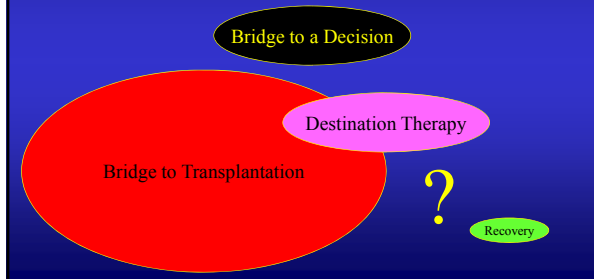 Bridge to a Decision
Destination Therapy
Bridge to Transplantation
?
Recovery